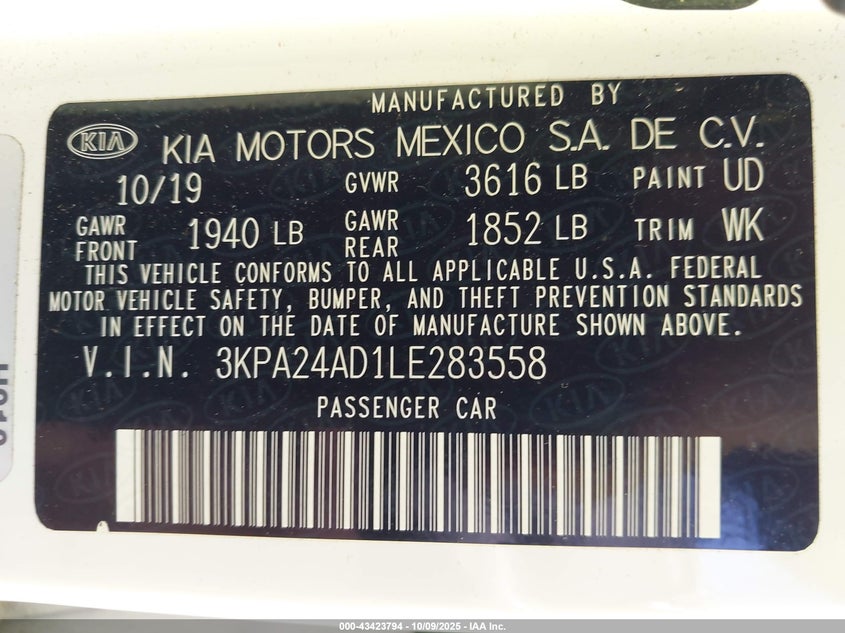 MANUFACTURED BY
KIA KIA MOTORS MEXICO S.A. DE C.V.
10/19 GVWR 3616 LB PAINT UD
GAWR FRONT 1940 LB GAWR REAR 1852 LB TRIM WK
THIS VEHICLE CONFORMS TO ALL APPLICABLE U.S.A. FEDERAL
MOTOR VEHICLE SAFETY, BUMPER, AND THEFT PREVENTION STANDARDS
IN EFFECT ON THE DATE OF MANUFACTURE SHOWN ABOVE.
V.I.N. 3KPA24AD1LE283558
PASSENGER CAR
000-43423794 - 10/09/2025 - IAA Inc.